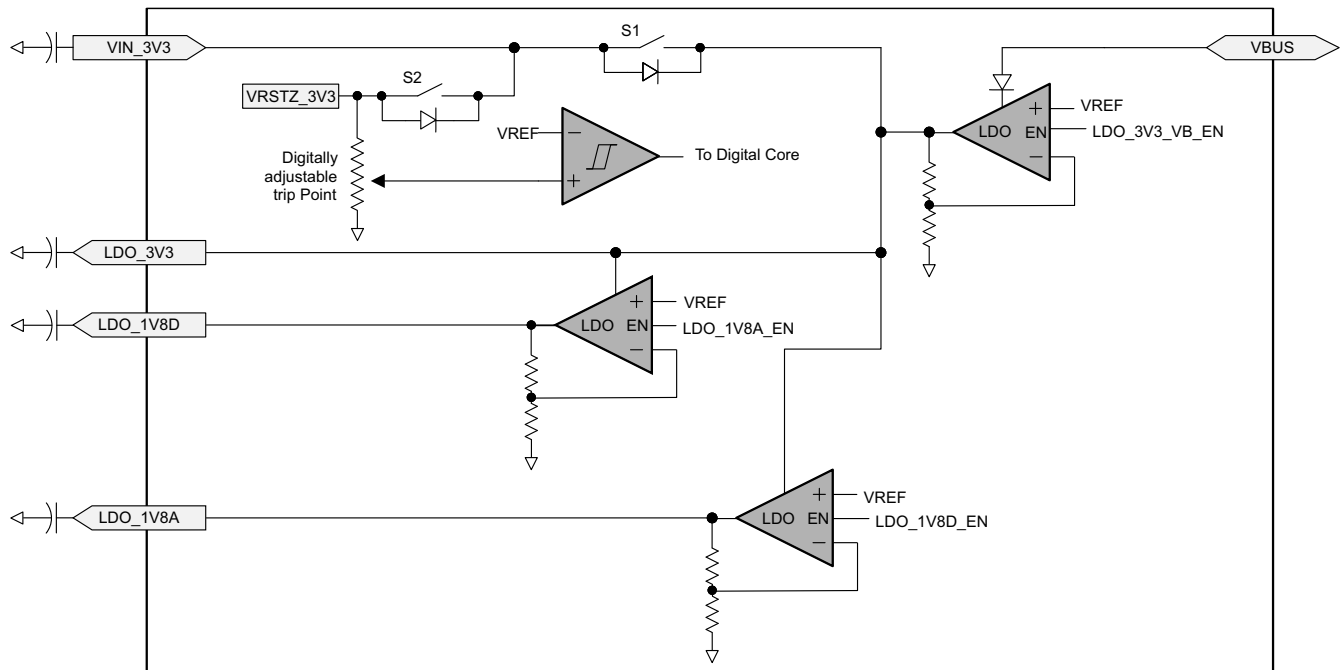 S1
VIN_3V3
VBUS
S2
VRSTZ_3V3
VREF
+
VREF
LDO
EN
LDO_3V3_VB_EN
−
−
Digitally
adjustable
trip Point
To Digital Core
+
LDO_3V3
+
VREF
LDO_1V8D
LDO
EN
LDO_1V8A_EN
−
+
VREF
LDO_1V8A
LDO
EN
LDO_1V8D_EN
−